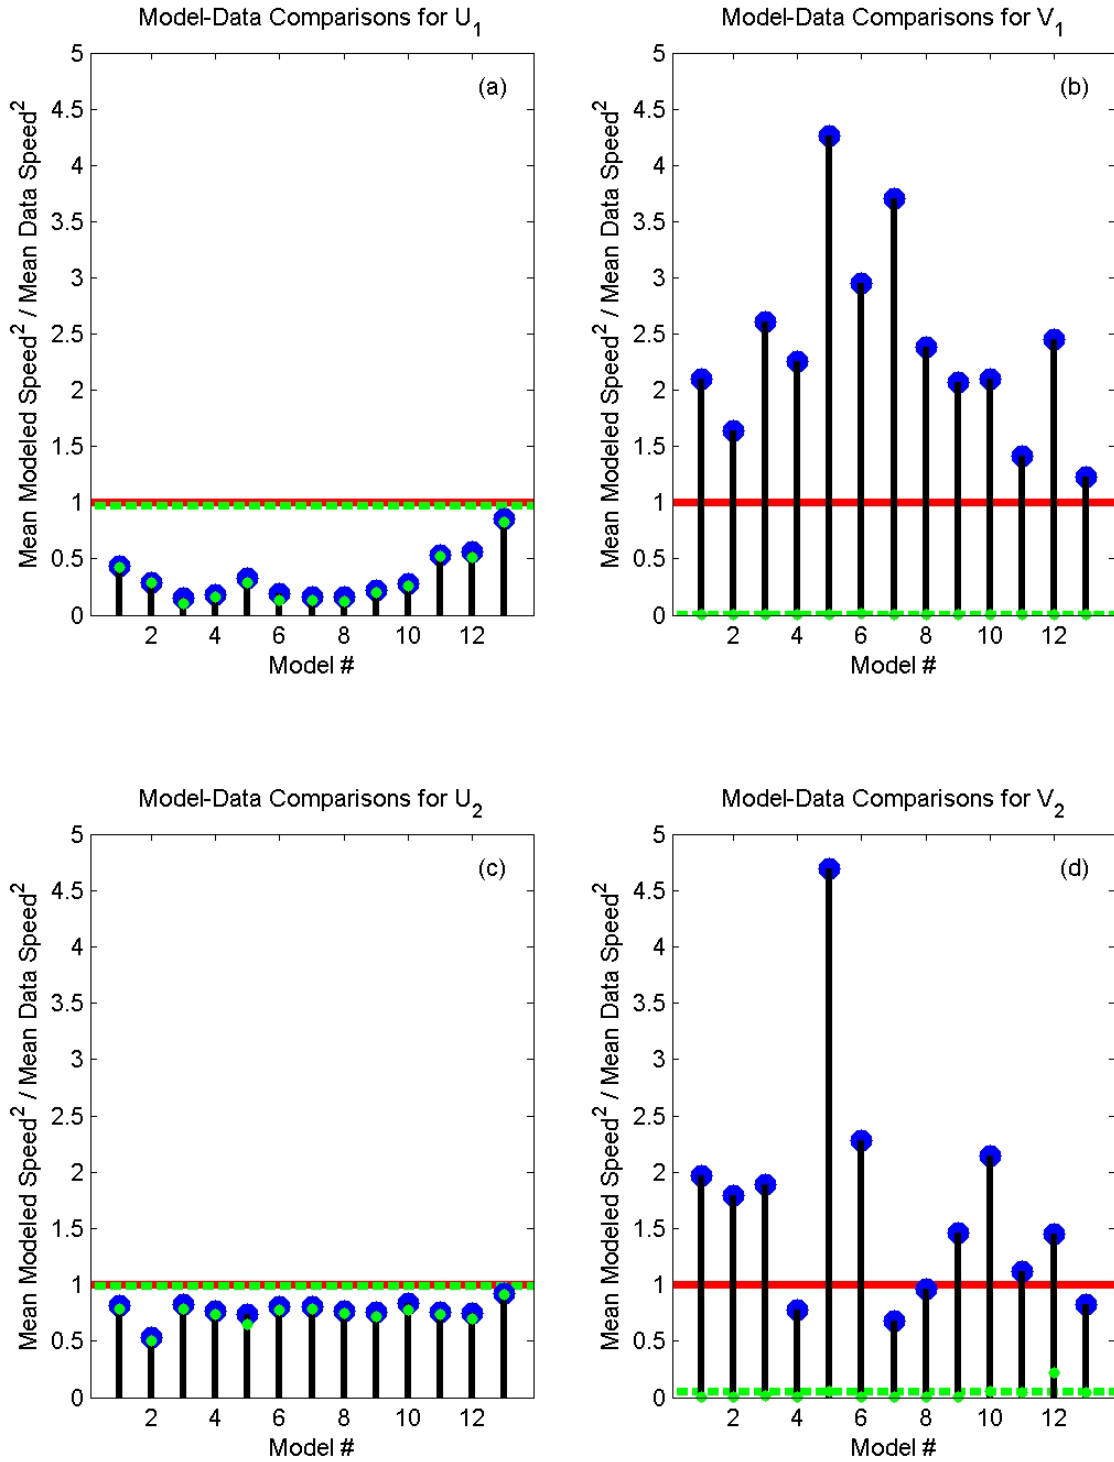 Model-Data Comparisons for U1
Mean Modeled Speed² / Mean Data Speed²
5
4.5
4
3.5
3
2.5
2
1.5
1
0.5
0
(a)
2 4 6 8 10 12
Model #
Model-Data Comparisons for V1
Mean Modeled Speed² / Mean Data Speed²
5
4.5
4
3.5
3
2.5
2
1.5
1
0.5
0
(b)
2 4 6 8 10 12
Model #
Model-Data Comparisons for U2
Mean Modeled Speed² / Mean Data Speed²
5
4.5
4
3.5
3
2.5
2
1.5
1
0.5
0
(c)
2 4 6 8 10 12
Model #
Model-Data Comparisons for V2
Mean Modeled Speed² / Mean Data Speed²
5
4.5
4
3.5
3
2.5
2
1.5
1
0.5
0
(d)
2 4 6 8 10 12
Model #